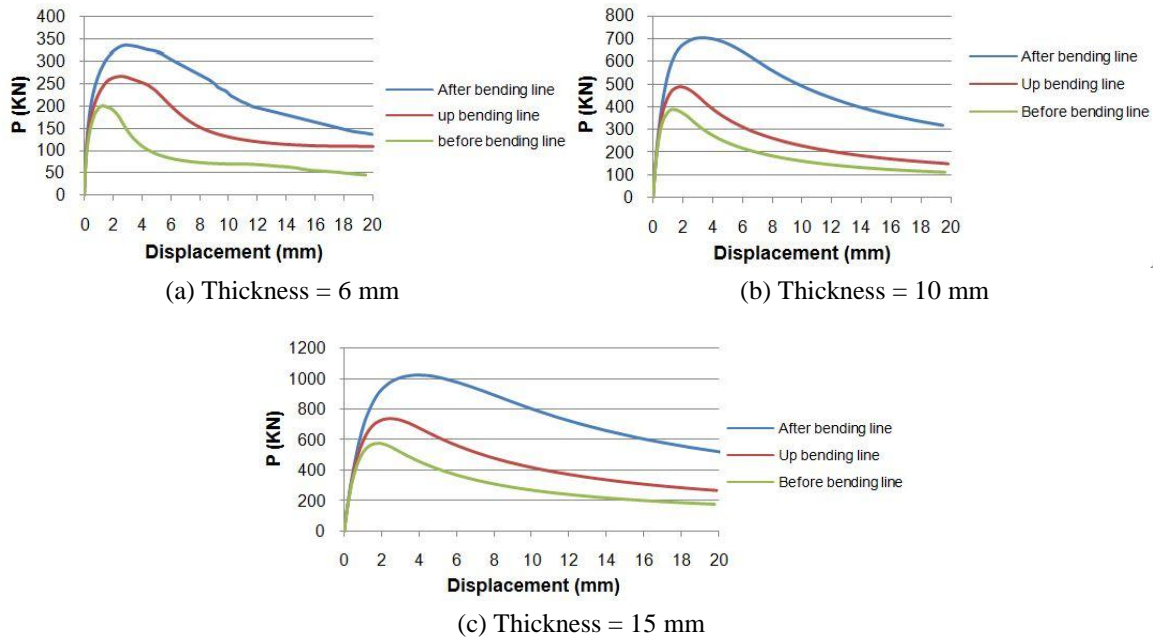 400
350
300
250
200
150
100
50
0
P (KN)
0 2 4 6 8 10 12 14 16 18 20
Displacement (mm)
After bending line
up bending line
before bending line
(a) Thickness = 6 mm
800
700
600
500
400
300
200
100
0
P (KN)
0 2 4 6 8 10 12 14 16 18 20
Displacement (mm)
After bending line
Up bending line
Before bending line
(b) Thickness = 10 mm
1200
1000
800
600
400
200
0
P (KN)
0 2 4 6 8 10 12 14 16 18 20
Displacement (mm)
After bending line
Up bending line
Before bending line
(c) Thickness = 15 mm